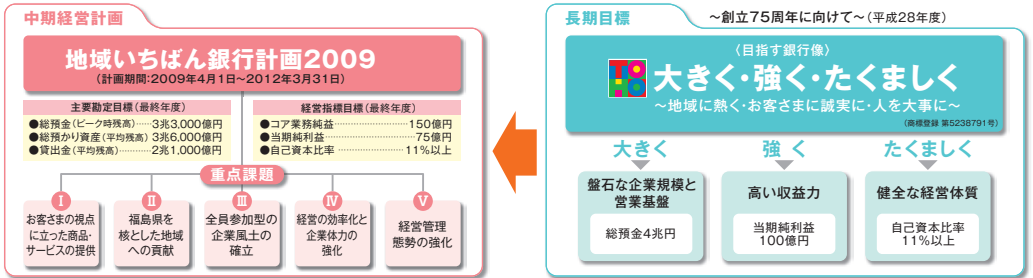 中期経営計画
地域いちばん銀行計画2009
(計画期間:2009年4月1日~2012年3月31日)
主要勘定目標(最終年度)
●総預金(ピーク時残高)……3兆3,000億円
●総預かり資産(平均残高)…3兆6,000億円
●貸出金(平均残高)…………2兆1,000億円
経営指標目標(最終年度)
●コア業務純益………………150億円
●当期純利益…………………75億円
●自己資本比率………………11%以上
重点課題
Ⅰ
お客さまの視点
に立った商品・
サービスの提供
Ⅱ
福島県を
核とした地域
への貢献
Ⅲ
全員参加型の
企業風土の
確立
Ⅳ
経営の効率化と
企業体力の
強化
Ⅴ
経営管理
態勢の強化
長期目標
~創立75周年に向けて~(平成28年度)
〈目指す銀行像〉
TOHO
大きく・強く・たくましく
~地域に熱く・お客さまに誠実に・人を大事に~
(商標登録 第5238791号)
大きく
盤石な企業規模と
営業基盤
総預金4兆円
強く
高い収益力
当期純利益
100億円
たくましく
健全な経営体質
自己資本比率
11%以上